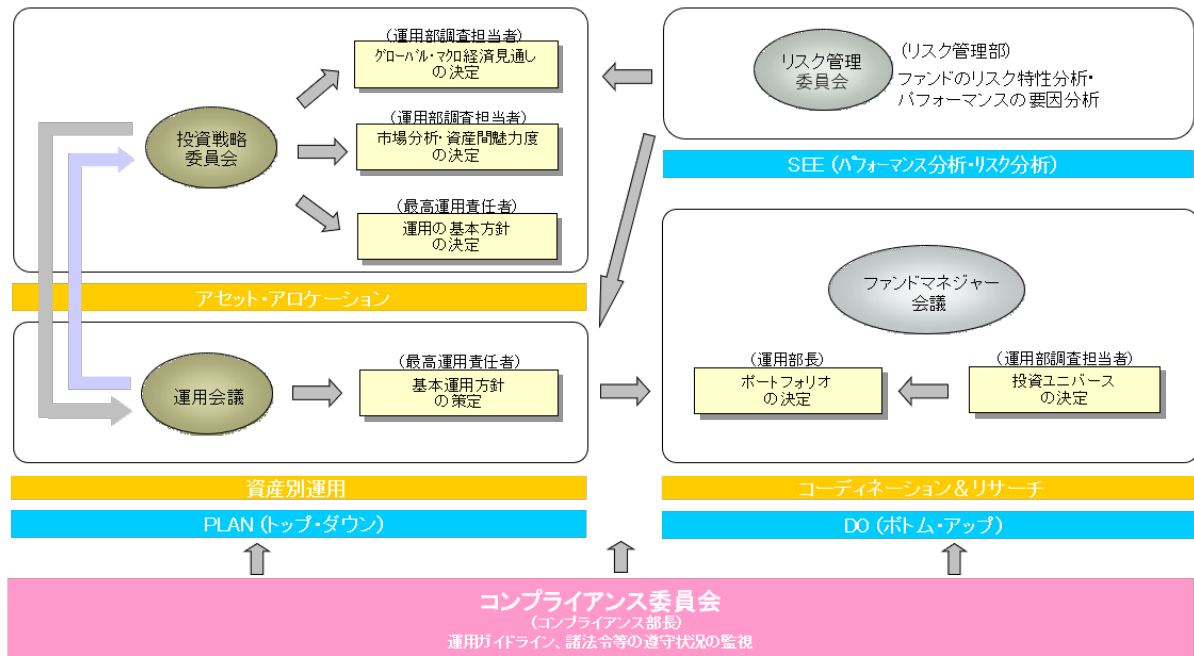 (運用部調査担当者)
グローバル・マクロ経済見通し
の決定
投資戦略
委員会
(運用部調査担当者)
市場分析・資産間魅力度
の決定
(最高運用責任者)
運用の基本方針
の決定
アセット・アロケーション
運用会議
(最高運用責任者)
基本運用方針
の策定
資産別運用
PLAN (トップ・ダウン)
リスク管理
委員会
(リスク管理部)
ファンドのリスク特性分析・
パフォーマンスの要因分析
SEE (パフォーマンス分析・リスク分析)
ファンドマネジャー
会議
(運用部長)
ポートフォリオ
の決定
(運用部調査担当者)
投資ユニバース
の決定
コーディネーション＆リサーチ
DO (ボトム・アップ)
コンプライアンス委員会
(コンプライアンス部長)
運用ガイドライン、諸法令等の遵守状況の監視